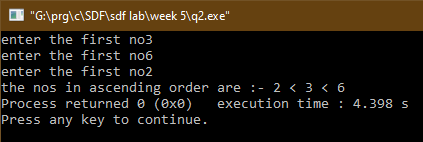 "G:\prg\c\SDF\sdf lab\week 5\q2.exe"
enter the first no3
enter the first no6
enter the first no2
the nos in ascending order are :- 2 < 3 < 6
Process returned 0 (0x0)   execution time : 4.398 s
Press any key to continue.